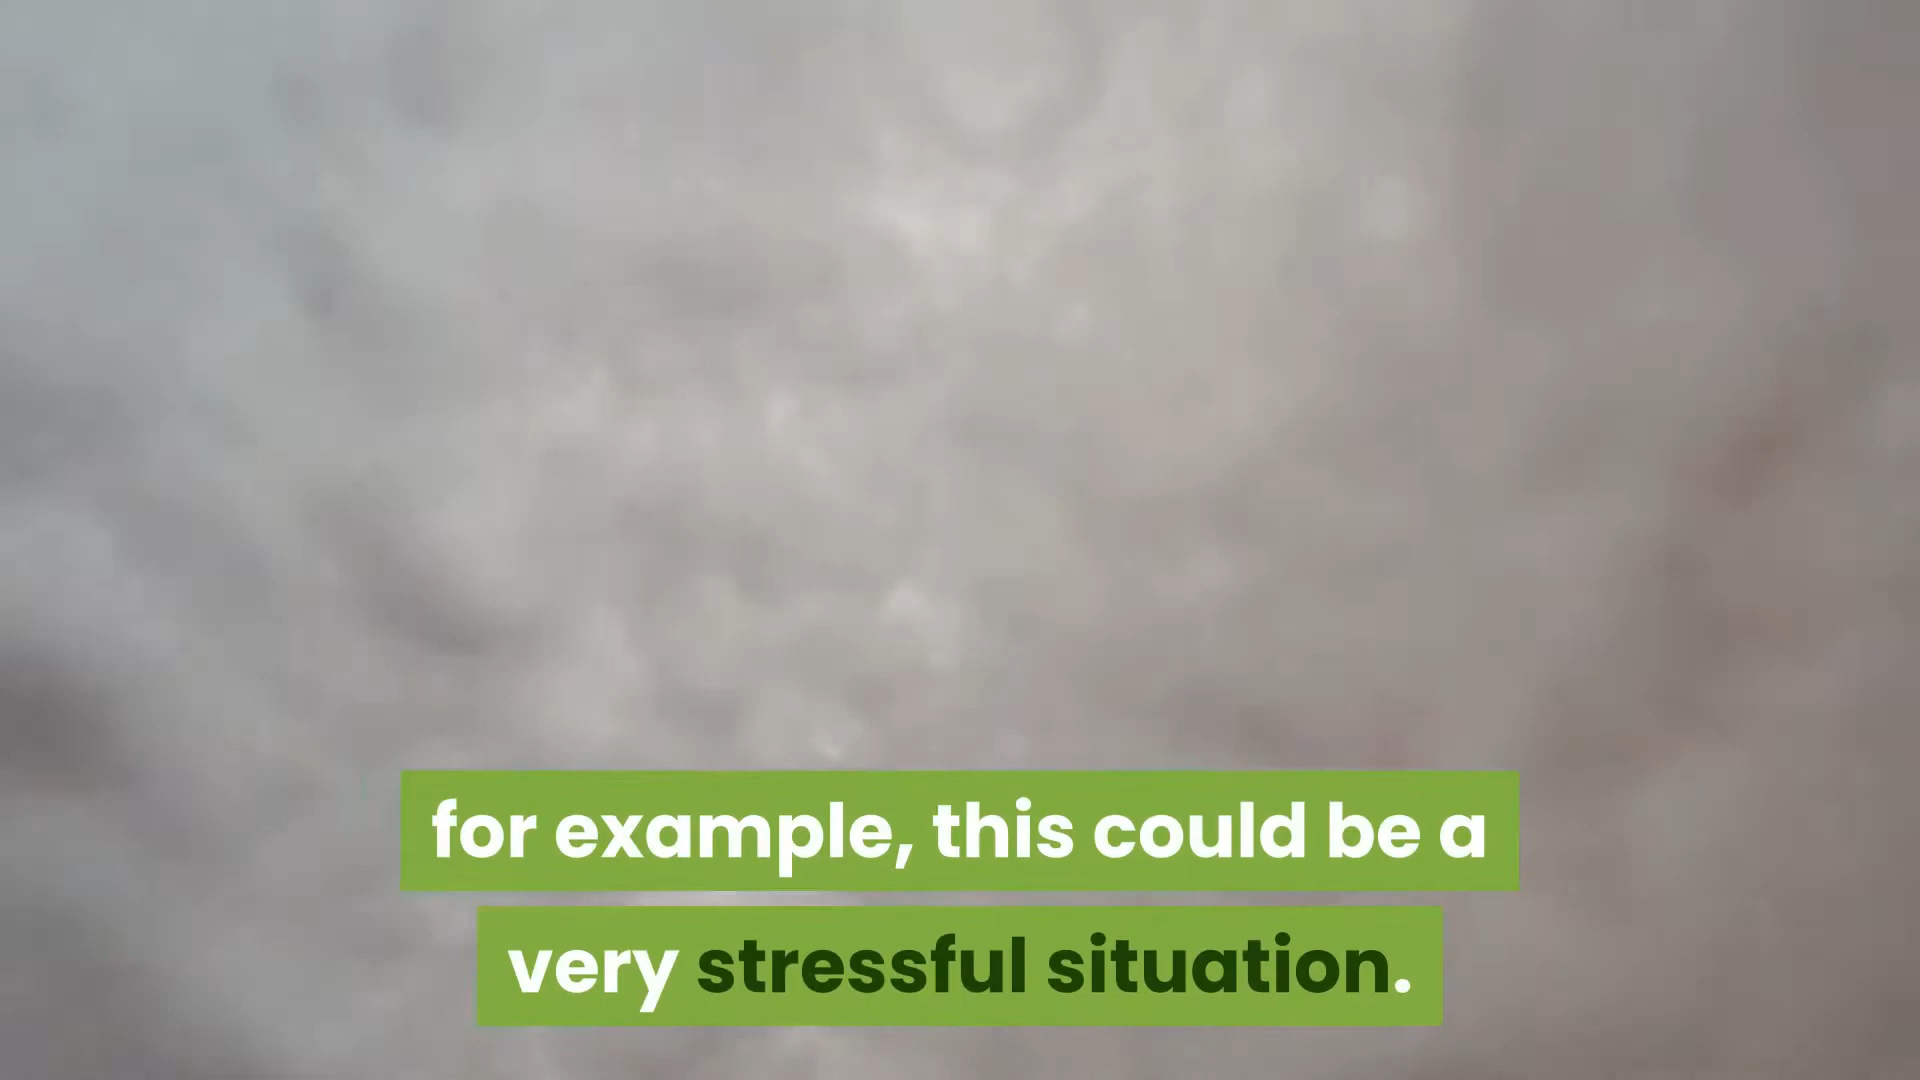 for example, this could be a
very stressful situation.